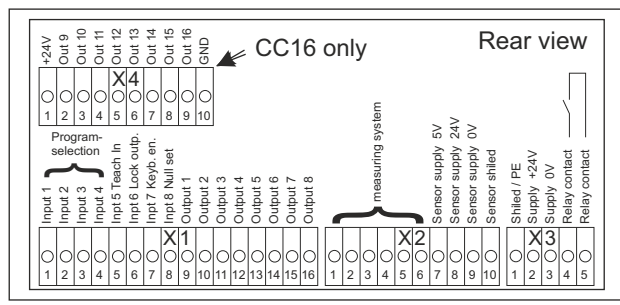 +24V
Out 9
Out 10
Out 11
Out 12
Out 13
Out 14
Out 15
Out 16
GND
CC16 only
Rear view
X4
1 2 3 4 5 6 7 8 9 10
Program-
selection
Input 1
Input 2
Input 3
Input 4
Inpt 5 Teach In
Inpt 6 Lock outp.
Inpt 7 Keyb. en.
Inpt 8 Null set
Output 1
Output 2
Output 3
Output 4
Output 5
Output 6
Output 7
Output 8
measuring system
Sensor supply 5V
Sensor supply 24V
Sensor supply 0V
Sensor shiled
Shiled / PE
Supply +24V
Supply 0V
Relay contact
Relay contact
X1
X2
X3
1 2 3 4 5 6 7 8 9 10 11 12 13 14 15 16
1 2 3 4 5 6 7 8 9 10
1 2 3 4 5